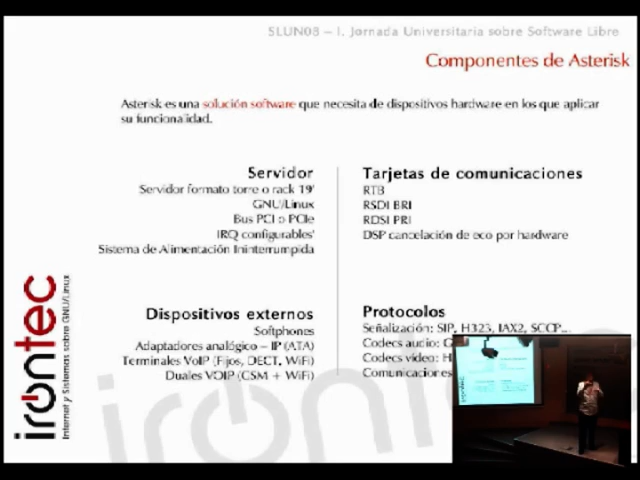 SLUN08 – I. Jornada Universitaria sobre Software Libre
Componentes de Asterisk
Asterisk es una solución software que necesita de dispositivos hardware en los que aplicar
su funcionalidad.
Servidor
Servidor formato torre o rack 19'
GNU/Linux
Bus PCI o PCIe
IRQ configurables'
Sistema de Alimentación Ininterrumpida
Tarjetas de comunicaciones
RTB
RSDI BRI
RDSI PRI
DSP cancelación de eco por hardware
Dispositivos externos
Softphones
Adaptadores analógico – IP (ATA)
Terminales VoIP (Fijos, DECT, WiFi)
Duales VOIP (GSM + WiFi)
Protocolos
Señalización: SIP, H323, IAX2, SCCP...
Codecs audio:
Codecs vídeo:
Comunicaciones
irontec
Internet y Sistemas sobre GNU/Linux